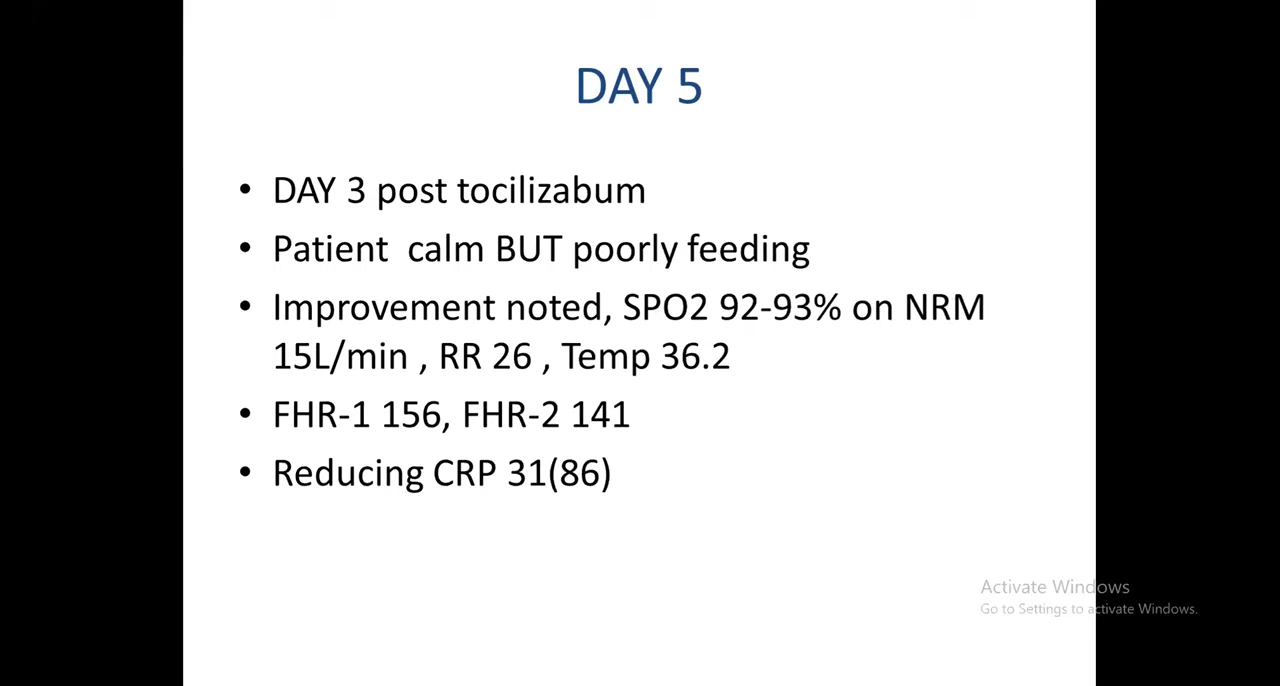 DAY 5
• DAY 3 post tocilizabum
• Patient calm BUT poorly feeding
• Improvement noted, SPO2 92-93% on NRM
15L/min , RR 26 , Temp 36.2
• FHR-1 156, FHR-2 141
• Reducing CRP 31(86)
Activate Windows
Go to Settings to activate Windows.